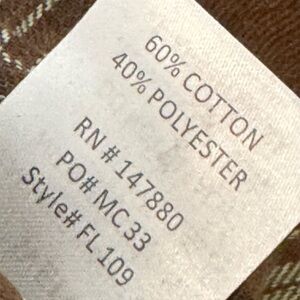 60% COTTON
40% POLYESTER
RN # 147880
PO# MC 33
Style# FL 109